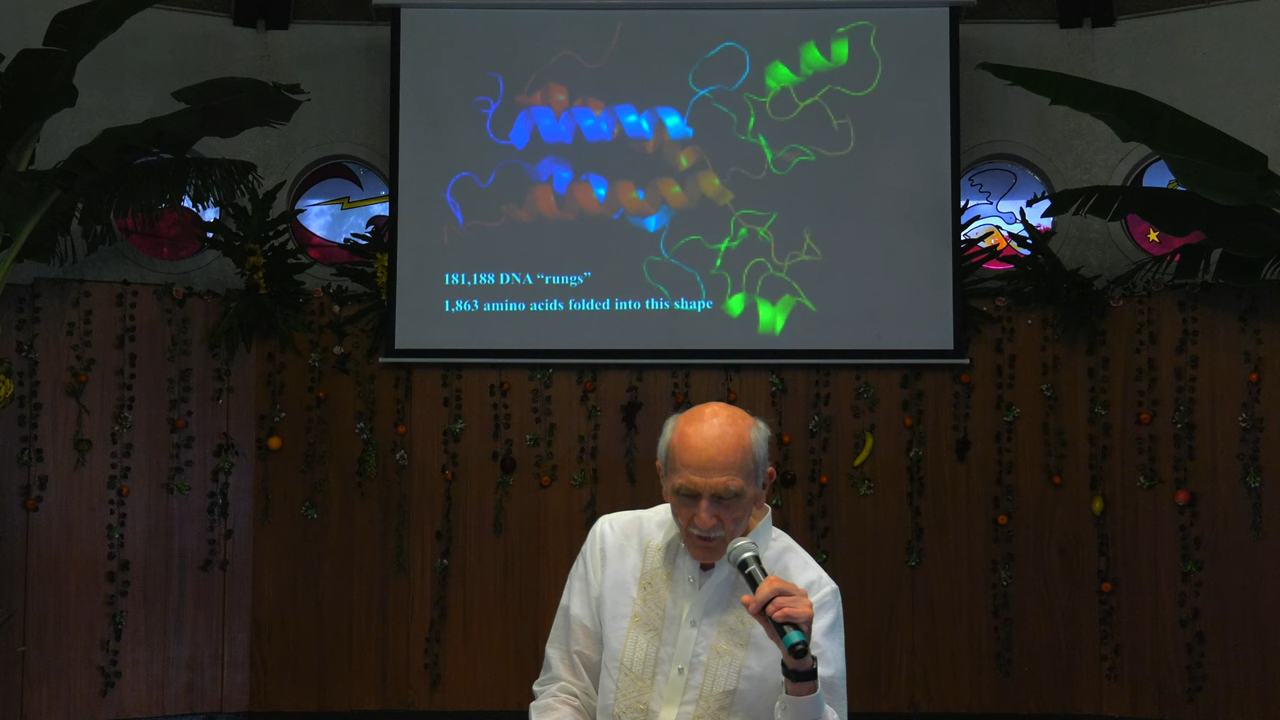 181,188 DNA “rungs”
1,863 amino acids folded into this shape